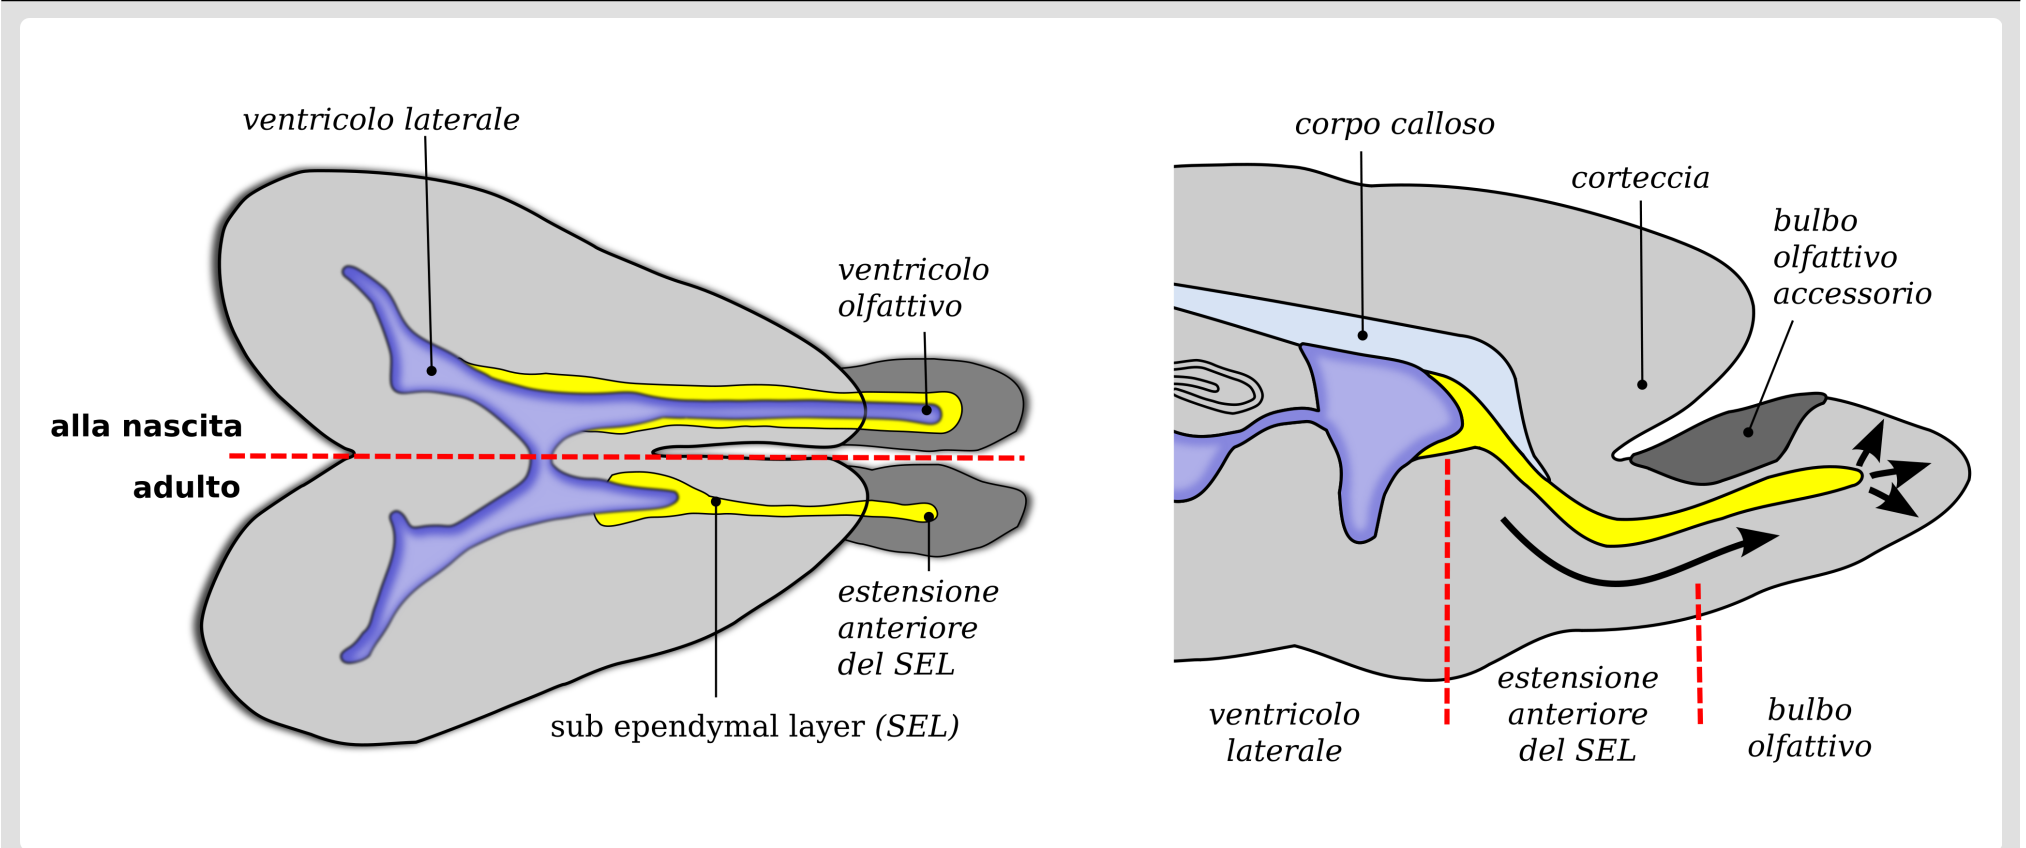 ventricolo laterale
ventricolo
olfattivo
alla nascita
adulto
estensione
anteriore
del SEL
sub ependymal layer (SEL)
corpo calloso
corteccia
bulbo
olfattivo
accessorio
ventricolo
laterale
estensione
anteriore
del SEL
bulbo
olfattivo